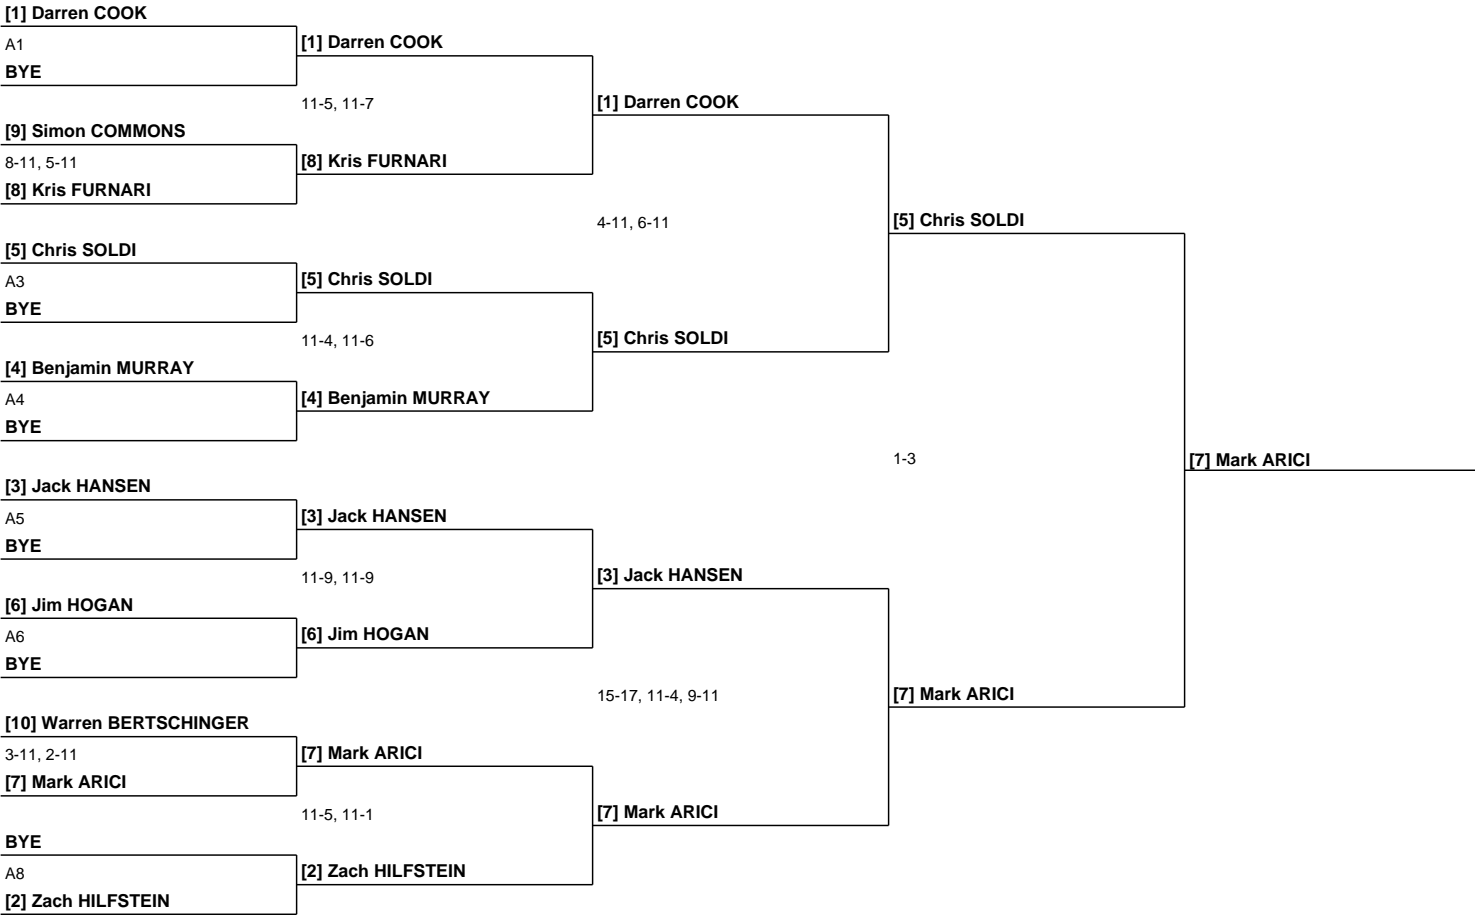 [1] Darren COOK
A1
BYE
[9] Simon COMMONS
8-11, 5-11
[8] Kris FURNARI
[5] Chris SOLDI
A3
BYE
[4] Benjamin MURRAY
A4
BYE
[3] Jack HANSEN
A5
BYE
[6] Jim HOGAN
A6
BYE
[10] Warren BERTSCHINGER
3-11, 2-11
[7] Mark ARICI
BYE
A8
[2] Zach HILFSTEIN
[1] Darren COOK
11-5, 11-7
[8] Kris FURNARI
[5] Chris SOLDI
11-4, 11-6
[4] Benjamin MURRAY
[3] Jack HANSEN
11-9, 11-9
[6] Jim HOGAN
[7] Mark ARICI
11-5, 11-1
[2] Zach HILFSTEIN
[1] Darren COOK
4-11, 6-11
[5] Chris SOLDI
[3] Jack HANSEN
15-17, 11-4, 9-11
[7] Mark ARICI
[5] Chris SOLDI
1-3
[7] Mark ARICI
[7] Mark ARICI